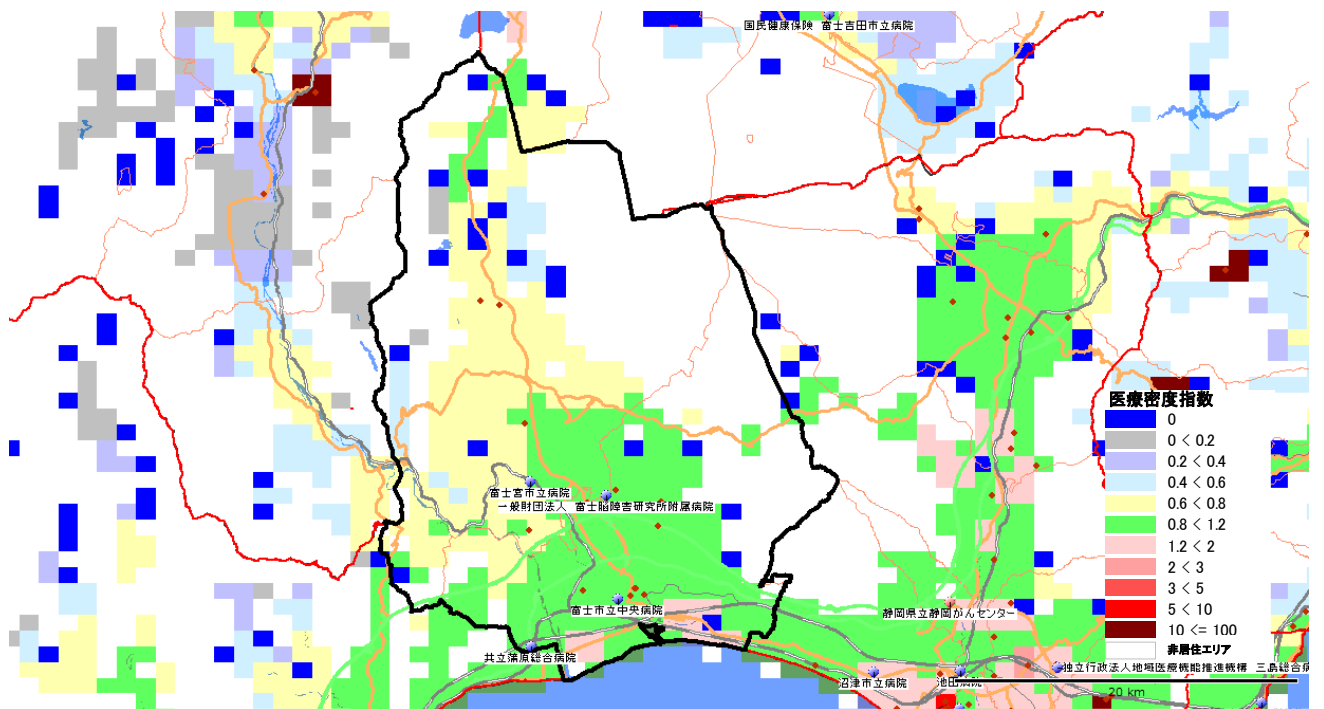 国民健康保険 富士吉田市立病院
医療密度指数
0
0 < 0.2
0.2 < 0.4
0.4 < 0.6
0.6 < 0.8
0.8 < 1.2
1.2 < 2
2 < 3
3 < 5
5 < 10
10 <= 100
非居住エリア
富士宮市立病院
一般財団法人 富士脳障害研究所附属病院
富士市立中央病院
静岡県立静岡がんセンター
共立蒲原総合病院
独立行政法人地域医療機能推進機構 三島総合病
沼津市立病院
池田病院
20 km